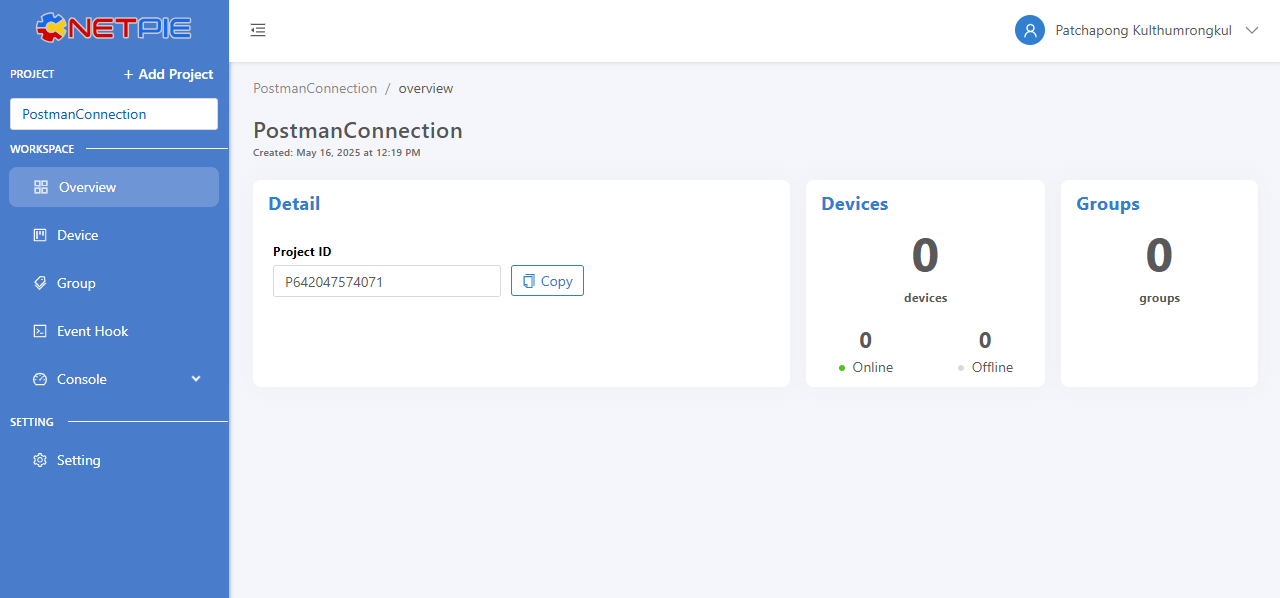 NETPIE
Patchapong Kulthumrongkul
PROJECT
+ Add Project
PostmanConnection
WORKSPACE
Overview
Device
Group
Event Hook
Console
SETTING
Setting
PostmanConnection / overview
PostmanConnection
Created: May 16, 2025 at 12:19 PM
Detail
Project ID
P642047574071
Copy
Devices
0
devices
0
Online
0
Offline
Groups
0
groups